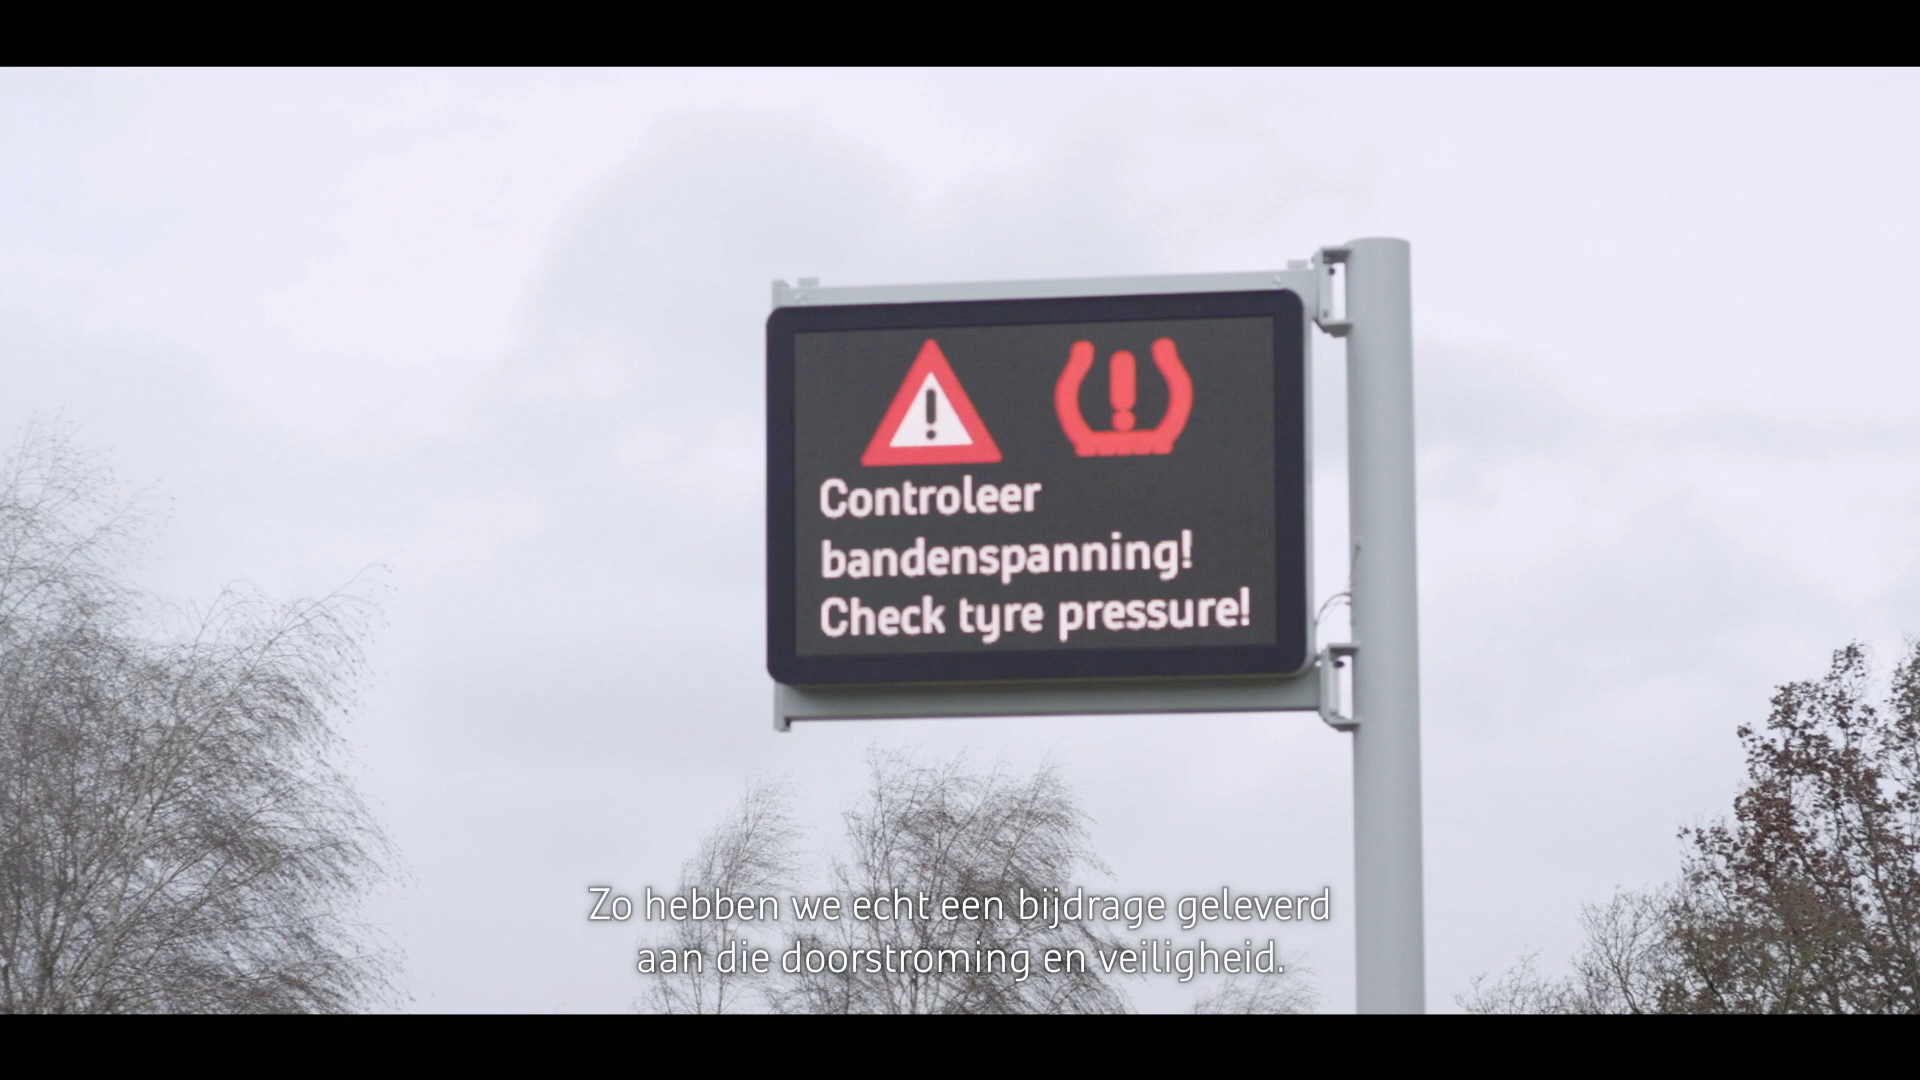 Controleer
bandenspanning!
Check tyre pressure!
Zo hebben we echt een bijdrage geleverd
aan die doorstroming en veiligheid.